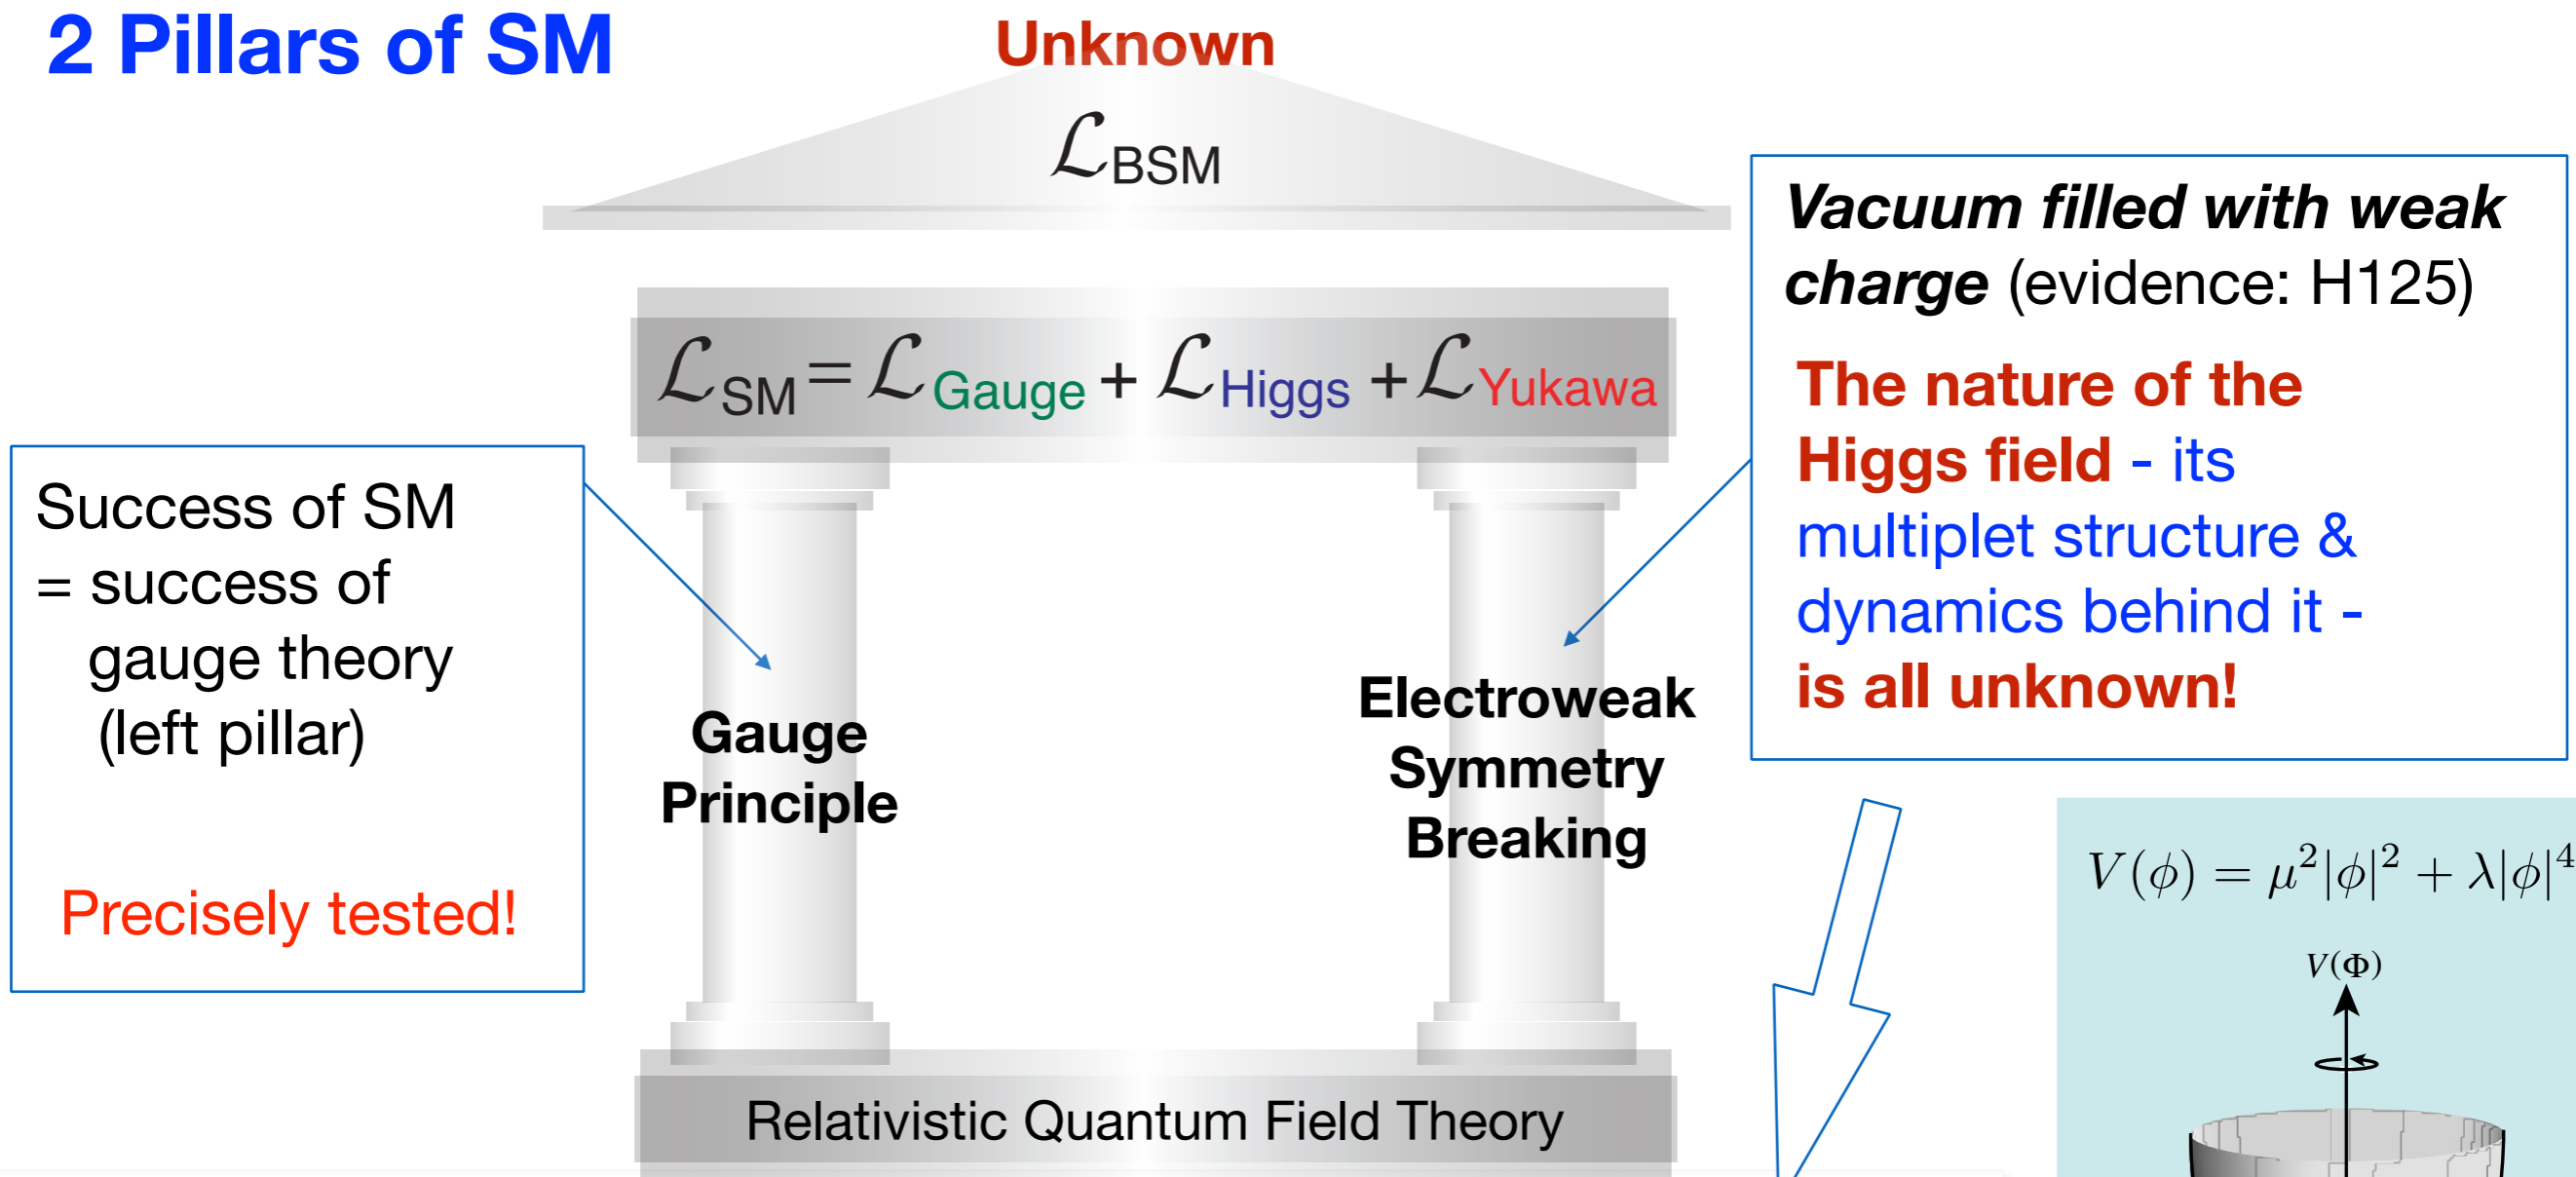 2 Pillars of SM
Unknown
ℒBSM
ℒSM = ℒGauge + ℒHiggs + ℒYukawa
Success of SM
= success of
gauge theory
(left pillar)
Precisely tested!
Gauge
Principle
Electroweak
Symmetry
Breaking
Relativistic Quantum Field Theory
Vacuum filled with weak
charge (evidence: H125)
The nature of the
Higgs field - its
multiplet structure &
dynamics behind it -
is all unknown!
V(ϕ) = μ²|ϕ|² + λ|ϕ|⁴
V(Φ)